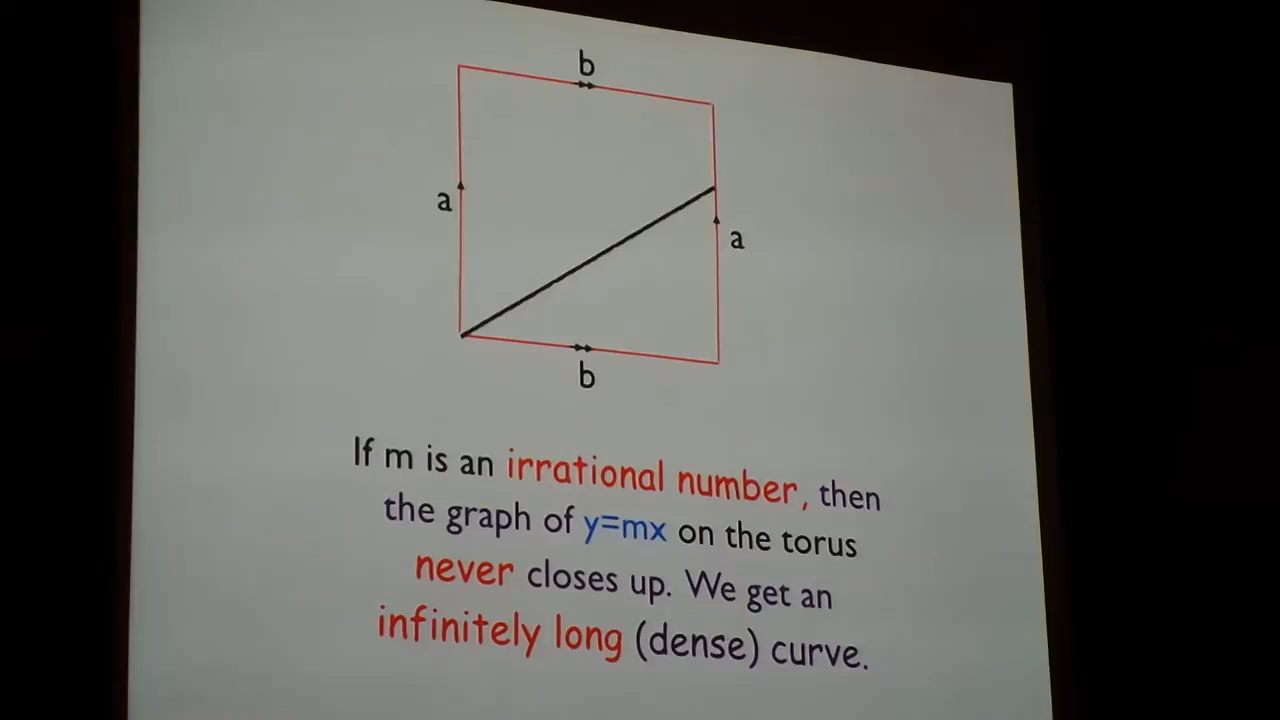 b
a
a
b
If m is an irrational number, then
the graph of y=mx on the torus
never closes up. We get an
infinitely long (dense) curve.